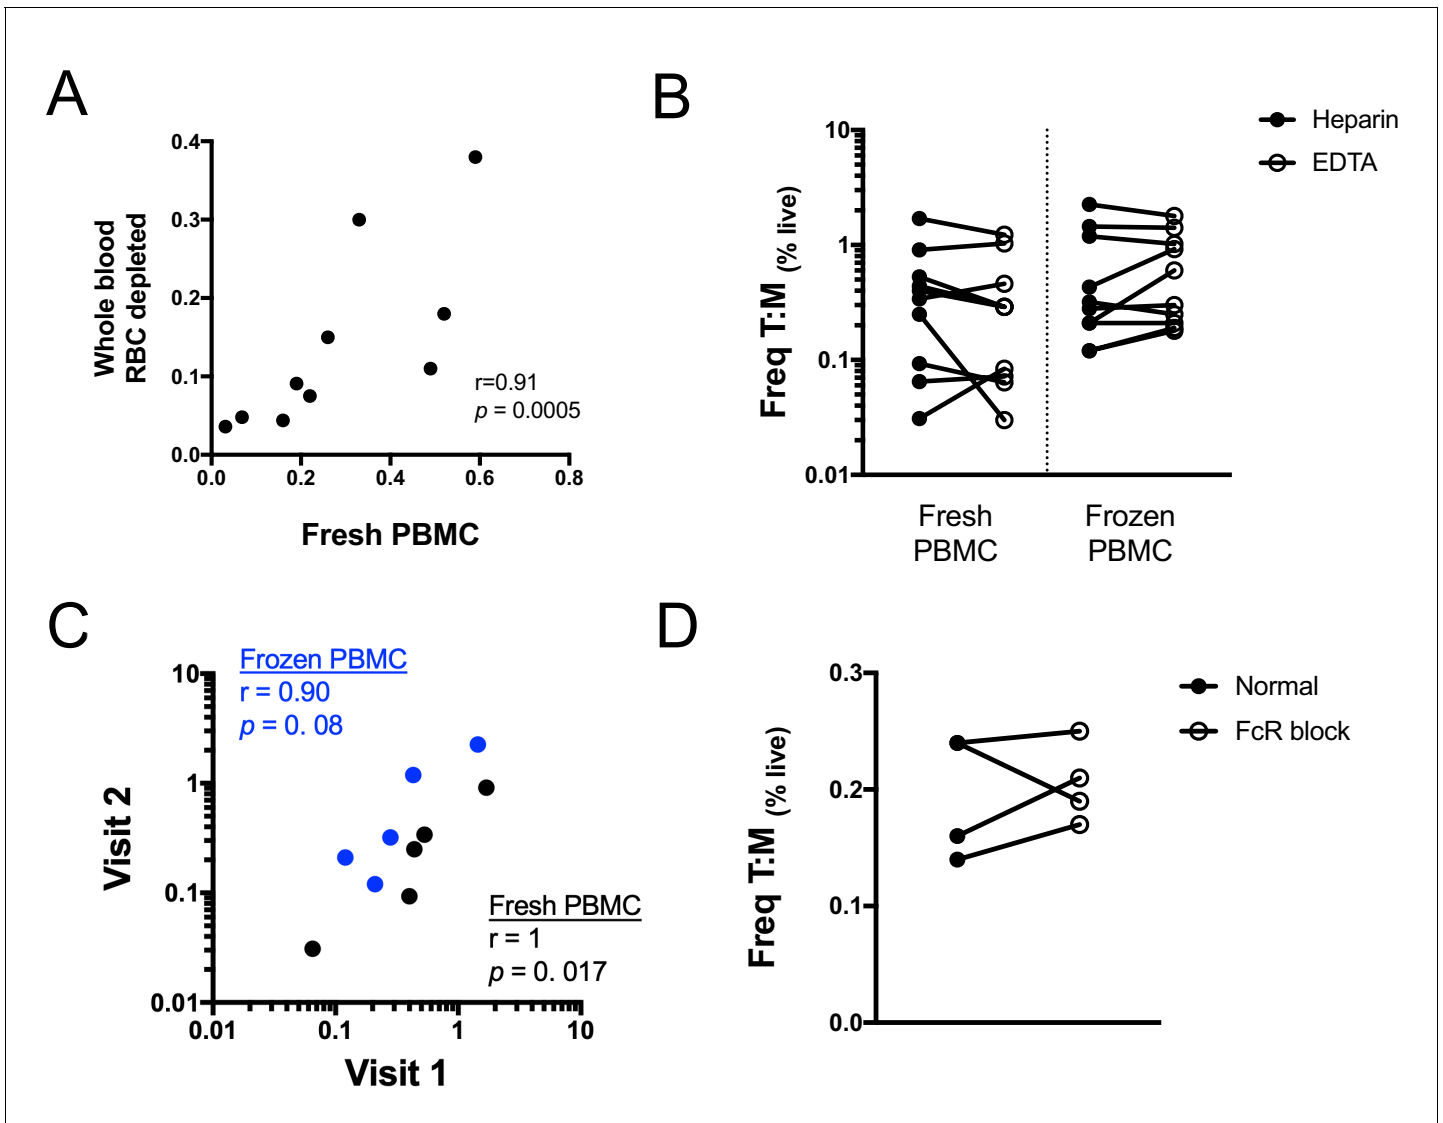 A
0.4
0.3
0.2
0.1
0.0
0.0 0.2 0.4 0.6 0.8
Whole blood
RBC depleted
Fresh PBMC
r=0.91
p = 0.0005
B
10
1
0.1
0.01
Freq T:M (% live)
Fresh
PBMC
Frozen
PBMC
Heparin
EDTA
C
Frozen PBMC
r = 0.90
p = 0. 08
10
1
0.1
0.01
0.01 0.1 1 10
Visit 2
Visit 1
Fresh PBMC
r = 1
p = 0. 017
D
0.3
0.2
0.1
0.0
Freq T:M (% live)
Normal
FcR block